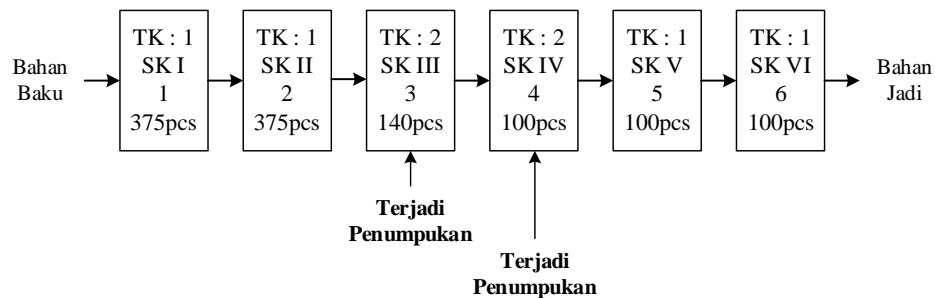 Bahan
Baku
TK : 1
SK I
1
375pcs
TK : 1
SK II
2
375pcs
TK : 2
SK III
3
140pcs
TK : 2
SK IV
4
100pcs
TK : 1
SK V
5
100pcs
TK : 1
SK VI
6
100pcs
Bahan
Jadi
Terjadi
Penumpukan
Terjadi
Penumpukan